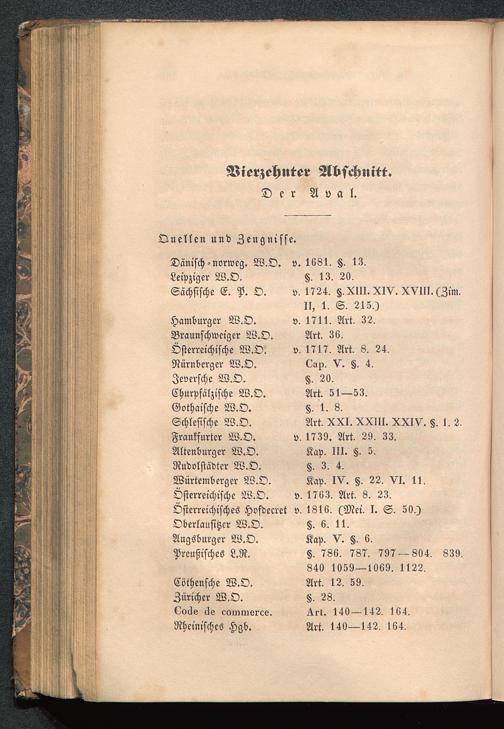 Vierzehnter Abschnitt.
Der Aval.
Quellen und Zeugnisse.
Dänisch-norweg. W.O. v. 1681. §. 13.
Leipziger W.O. §. 13. 20.
Sächsische E. P. O. v. 1724. §. XIII. XIV. XVIII. (Zim.
II, 1. S. 215.)
Hamburger W.O. v. 1711. Art. 32.
Braunschweiger W.O. Art. 36.
Österreichische W.O. v. 1717. Art. 8. 24.
Nürnberger W.O. Cap. V. §. 4.
Jeversche W.O. §. 20.
Churpfälzische W.O. Art. 51—53.
Gothaische W.O. §. 1. 8.
Schlesische W.O. Art. XXI. XXIII. XXIV. §. 1. 2.
Frankfurter W.O. v. 1739. Art. 29. 33.
Altenburger W.O. Kap. III. §. 5.
Rudolstädter W.O. §. 3. 4.
Würtemberger W.O. Kap. IV. §. 22. VI. 11.
Österreichische W.O. v. 1763. Art. 8. 23.
Österreichisches Hofdecret v. 1816. (Mei. I. S. 50.)
Oberlausitzer W.O. §. 6. 11.
Augsburger W.O. Kap. V. §. 6.
Preußisches L.R. §. 786. 787. 797—804. 839.
840 1059—1069. 1122.
Cöthensche W.O. Art. 12. 59.
Züricher W.O. §. 28.
Code de commerce. Art. 140—142. 164.
Rheinisches Hgb. Art. 140—142. 164.